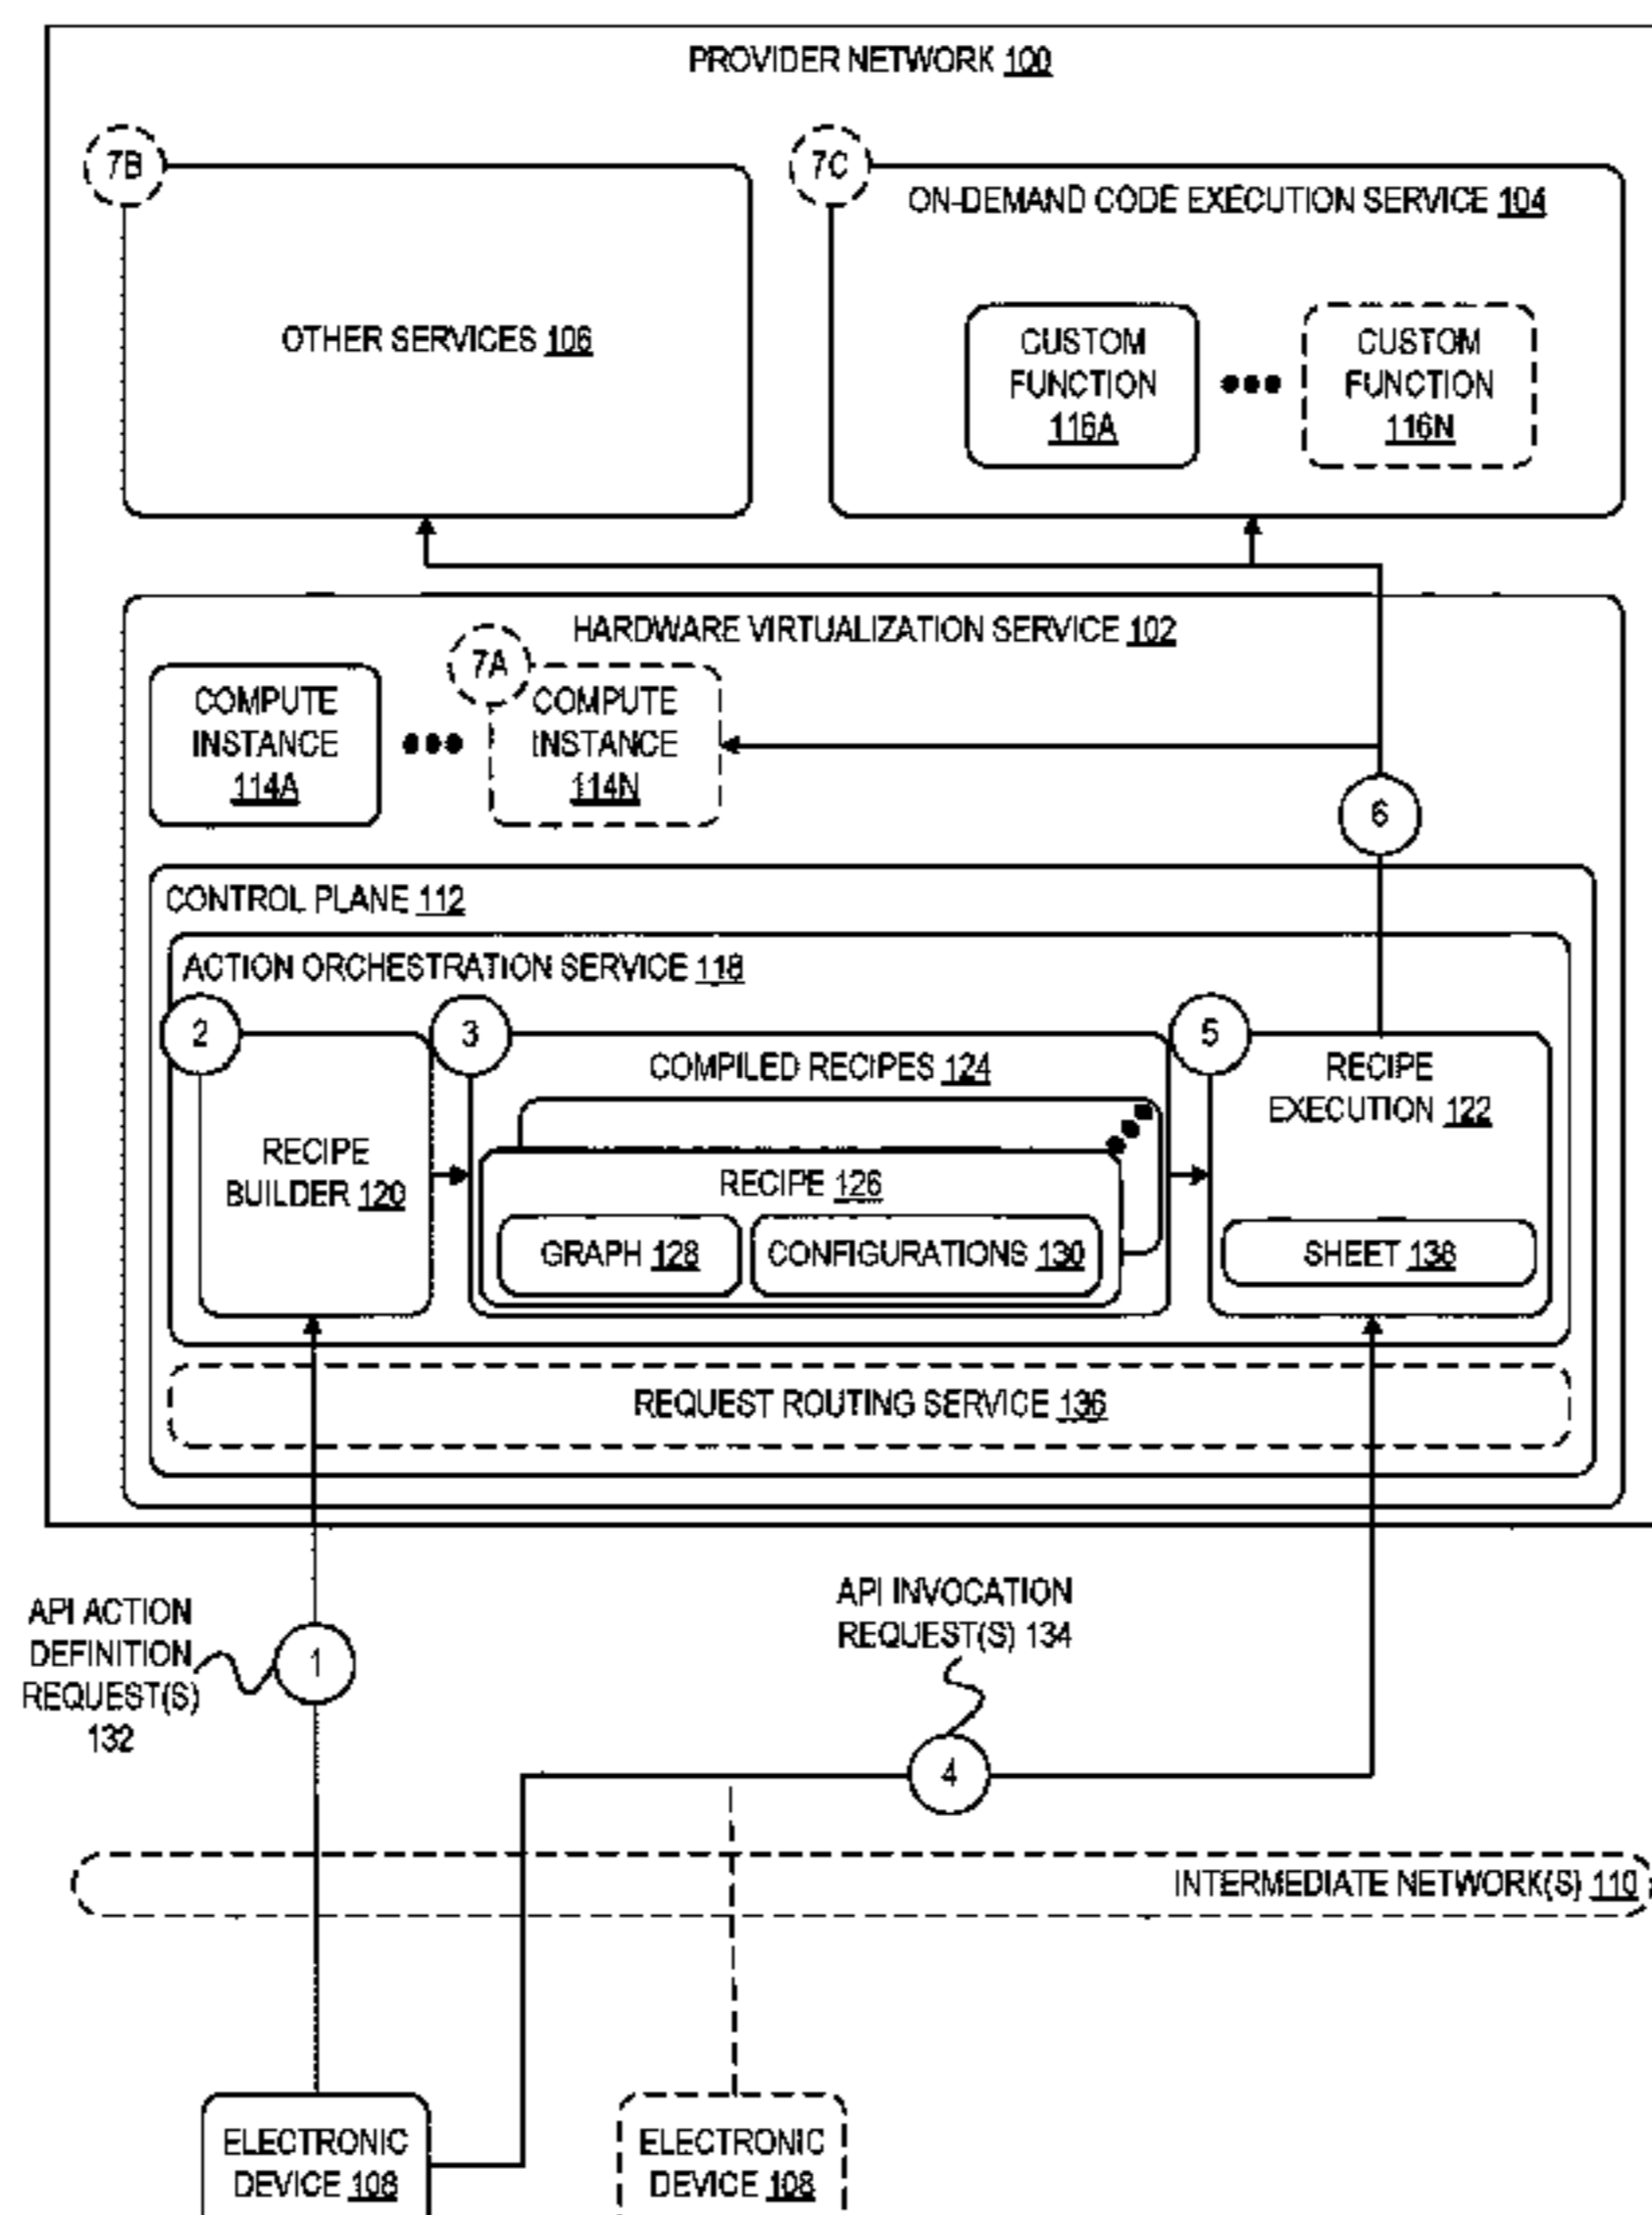 PROVIDER NETWORK 100
7B
7C
ON-DEMAND CODE EXECUTION SERVICE 104
OTHER SERVICES 106
CUSTOM
FUNCTION
116A
CUSTOM
FUNCTION
116N
HARDWARE VIRTUALIZATION SERVICE 102
7A
COMPUTE
INSTANCE
114A
COMPUTE
INSTANCE
114N
6
CONTROL PLANE 112
ACTION ORCHESTRATION SERVICE 118
2
3
5
COMPILED RECIPES 124
RECIPE
EXECUTION 122
RECIPE
BUILDER 120
RECIPE 126
GRAPH 128
CONFIGURATIONS 130
SHEET 138
REQUEST ROUTING SERVICE 136
API ACTION
DEFINITION
REQUEST(S)
132
1
API INVOCATION
REQUEST(S) 134
4
INTERMEDIATE NETWORK(S) 110
ELECTRONIC
DEVICE 108
ELECTRONIC
DEVICE 108